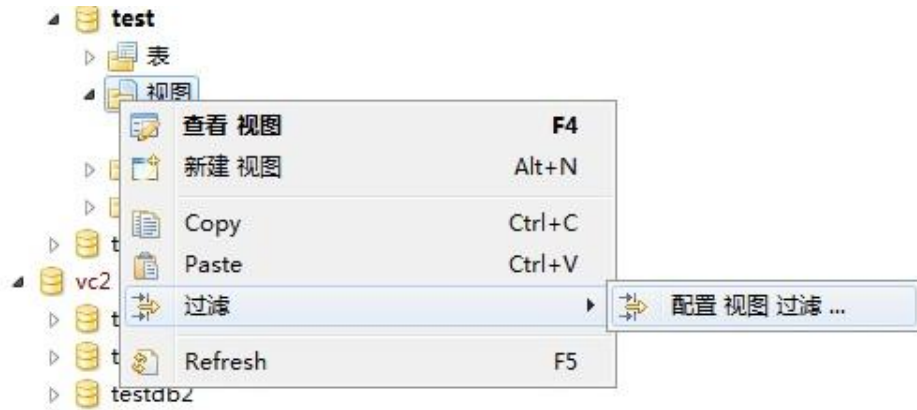 test
表
视图
查看 视图 F4
新建 视图 Alt+N
Copy Ctrl+C
t
Paste Ctrl+V
vc2
过滤
配置 视图 过滤 ...
t
t
Refresh F5
testdb2